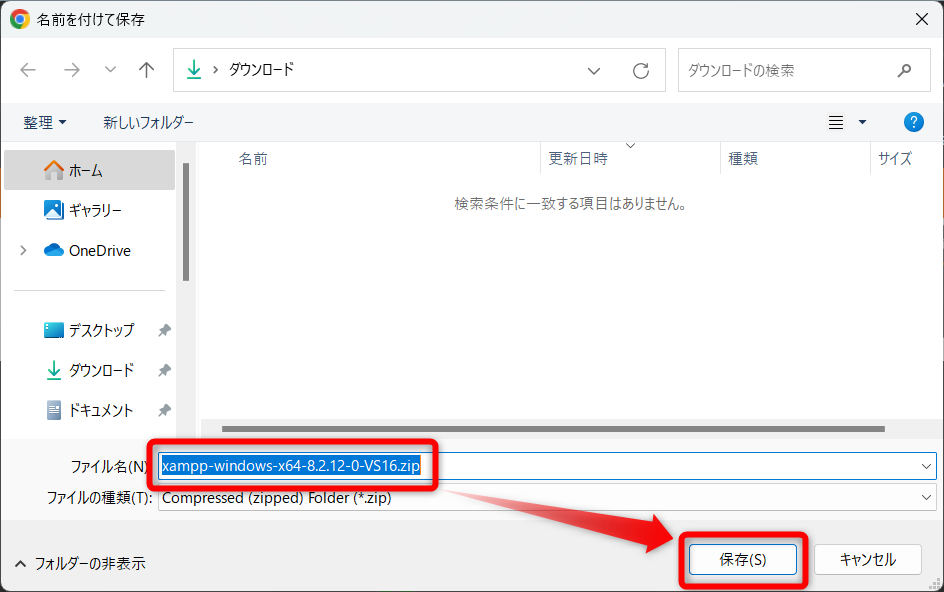 名前を付けて保存
ダウンロード
ダウンロードの検索
整理
新しいフォルダー
?
名前 更新日時 種類 サイズ
検索条件に一致する項目はありません。
ホーム
ギャラリー
OneDrive
デスクトップ
ダウンロード
ドキュメント
ファイル名(N)
xampp-windows-x64-8.2.12-0-VS16.zip
ファイルの種類(T): Compressed (zipped) Folder (*.zip)
フォルダーの非表示
保存(S)
キャンセル